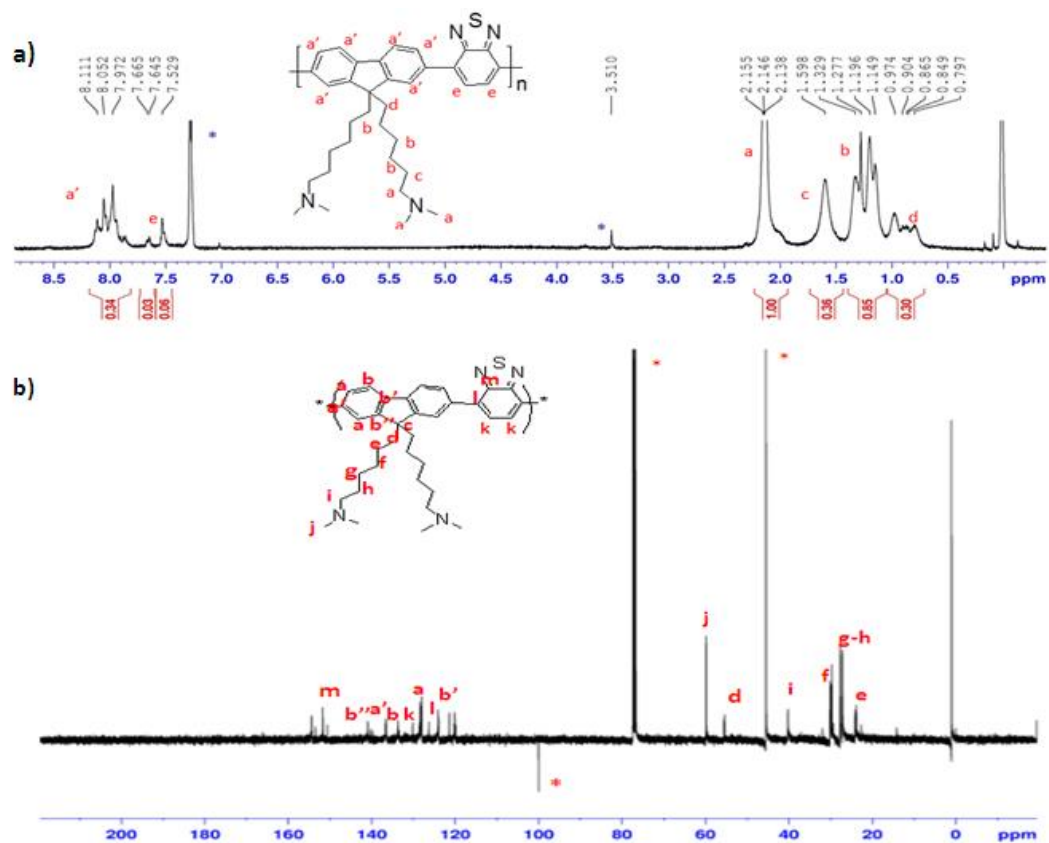 a)
8.111
8.052
7.972
7.665
7.645
7.529
3.510
2.155
2.146
2.138
1.598
1.329
1.277
1.196
1.149
0.974
0.904
0.865
0.849
0.797
S
N N
a' a' a' a'
a' a'
e e
n
d
b
b
b
c
a
N N
a a
*
*
a'
e
a
c
b
d
8.5 8.0 7.5 7.0 6.5 6.0 5.5 5.0 4.5 4.0 3.5 3.0 2.5 2.0 1.5 1.0 0.5 ppm
0.34 0.03 0.06 1.00 0.36 0.85 0.30
b)
S
N m N
a b b' l
* a' *
a b'' c k k
d
e
f
g
h
i
N N
j
*
*
j
g-h
m a b' d i f e
b'' a' b k l
*
200 180 160 140 120 100 80 60 40 20 0 ppm